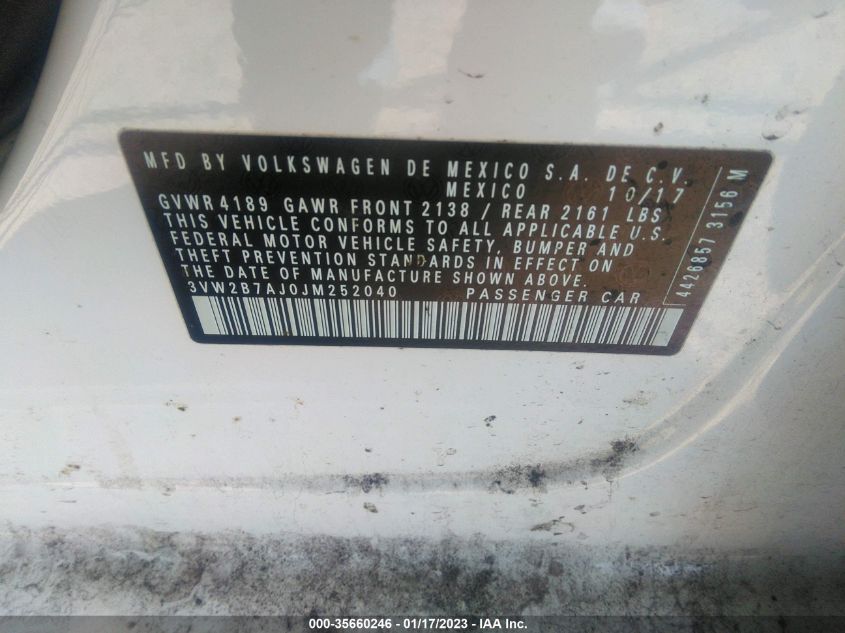 MFD BY VOLKSWAGEN DE MEXICO S.A. DE C.V.
MEXICO 10/17
GVWR 4189 GAWR FRONT 2138 / REAR 2161 LBS
THIS VEHICLE CONFORMS TO ALL APPLICABLE U.S.
FEDERAL MOTOR VEHICLE SAFETY, BUMPER AND
THEFT PREVENTION STANDARDS IN EFFECT ON
THE DATE OF MANUFACTURE SHOWN ABOVE.
3VW2B7AJ0JM252040 PASSENGER CAR
4426857 3156 M
000-35660246 - 01/17/2023 - IAA Inc.